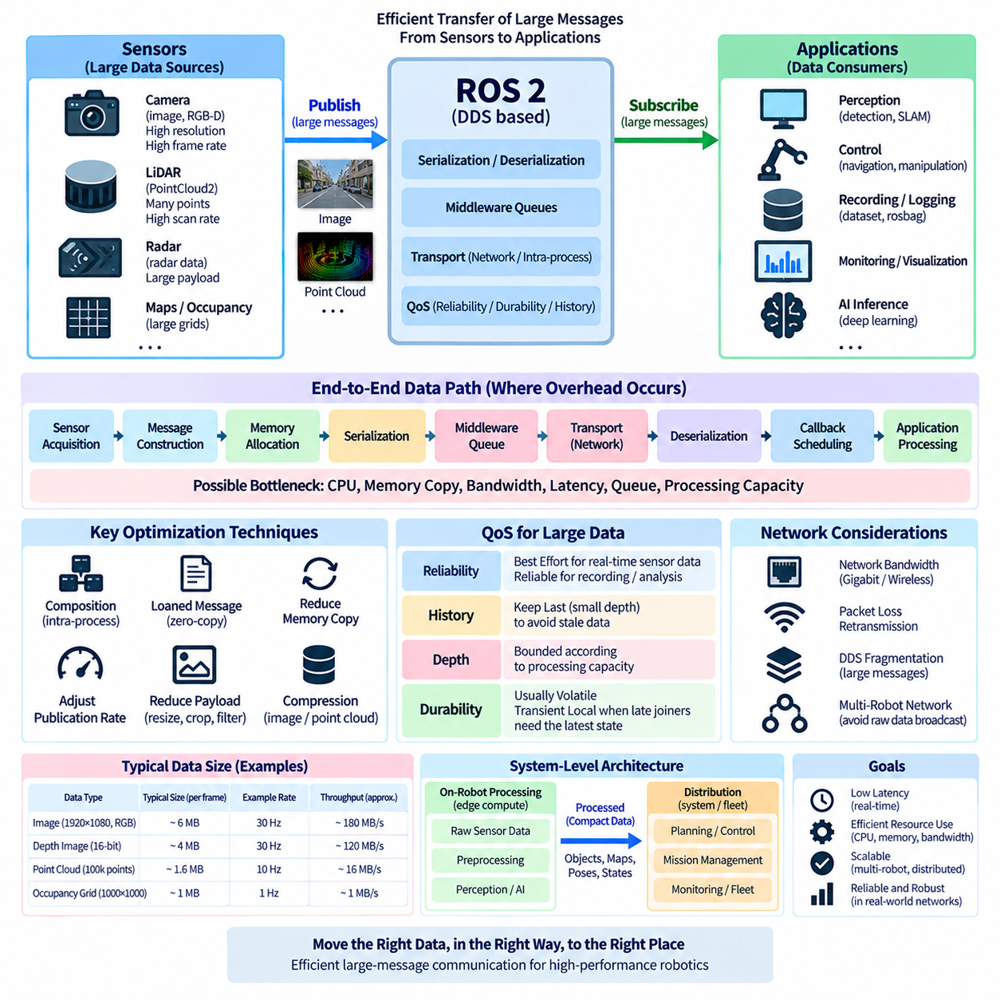 Efficient Transfer of Large Messages
From Sensors to Applications
Sensors
(Large Data Sources)
Camera
(image, RGB-D)
High resolution
High frame rate
LiDAR
(PointCloud2)
Many points
High scan rate
Radar
(radar data)
Large payload
Maps / Occupancy
(large grids)
...
Publish
(large messages)
Image
Point Cloud
...
ROS 2
(DDS based)
Serialization / Deserialization
Middleware Queues
Transport (Network / Intra-process)
QoS (Reliability / Durability / History)
Subscribe
(large messages)
Applications
(Data Consumers)
Perception
(detection, SLAM)
Control
(navigation, manipulation)
Recording / Logging
(dataset, rosbag)
Monitoring / Visualization
AI Inference
(deep learning)
...
End-to-End Data Path (Where Overhead Occurs)
Sensor
Acquisition
Message
Construction
Memory
Allocation
Serialization
Middleware
Queue
Transport
(Network)
Deserialization
Callback
Scheduling
Application
Processing
Possible Bottleneck: CPU, Memory Copy, Bandwidth, Latency, Queue, Processing Capacity
Key Optimization Techniques
Composition
(intra-process)
Loaned Message
(zero-copy)
Reduce
Memory Copy
Adjust
Publication Rate
Reduce Payload
(resize, crop, filter)
Compression
(image / point cloud)
QoS for Large Data
Reliability
Best Effort for real-time sensor data
Reliable for recording / analysis
History
Keep Last (small depth)
to avoid stale data
Depth
Bounded according
to processing capacity
Durability
Usually Volatile
Transient Local when late joiners
need the latest state
Network Considerations
Network Bandwidth
(Gigabit / Wireless)
Packet Loss
Retransmission
DDS Fragmentation
(large messages)
Multi-Robot Network
(avoid raw data broadcast)
Typical Data Size (Examples)
Data Type Typical Size (per frame) Example Rate Throughput (approx.)
Image (1920×1080, RGB) ~ 6 MB 30 Hz ~ 180 MB/s
Depth Image (16-bit) ~ 4 MB 30 Hz ~ 120 MB/s
Point Cloud (100k points) ~ 1.6 MB 10 Hz ~ 16 MB/s
Occupancy Grid (1000×1000) ~ 1 MB 1 Hz ~ 1 MB/s
System-Level Architecture
On-Robot Processing
(edge compute)
Raw Sensor Data
Preprocessing
Perception / AI
Processed
(Compact Data)
Objects, Maps,
Poses, States
Distribution
(system / fleet)
Planning / Control
Mission Management
Monitoring / Fleet
Goals
Low Latency
(real-time)
Efficient Resource Use
(CPU, memory, bandwidth)
Scalable
(multi-robot, distributed)
Reliable and Robust
(in real-world networks)
Move the Right Data, in the Right Way, to the Right Place
Efficient large-message communication for high-performance robotics